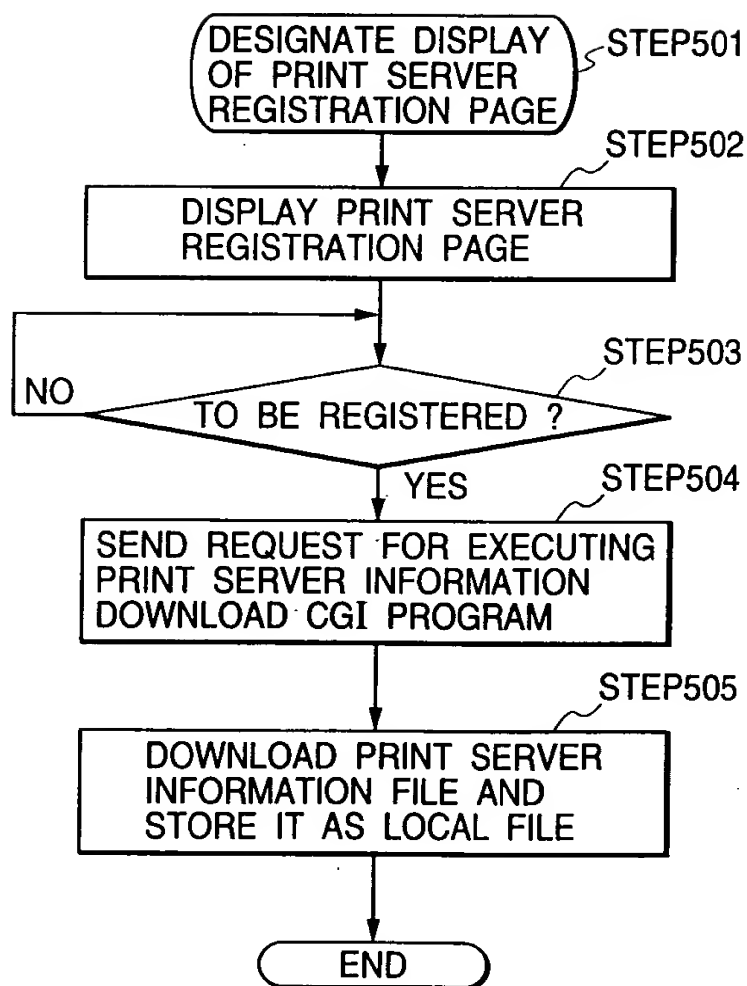 DESIGNATE DISPLAY
OF PRINT SERVER
REGISTRATION PAGE
STEP501
STEP502
DISPLAY PRINT SERVER
REGISTRATION PAGE
STEP503
NO
TO BE REGISTERED ?
YES
STEP504
SEND REQUEST FOR EXECUTING
PRINT SERVER INFORMATION
DOWNLOAD CGI PROGRAM
STEP505
DOWNLOAD PRINT SERVER
INFORMATION FILE AND
STORE IT AS LOCAL FILE
END